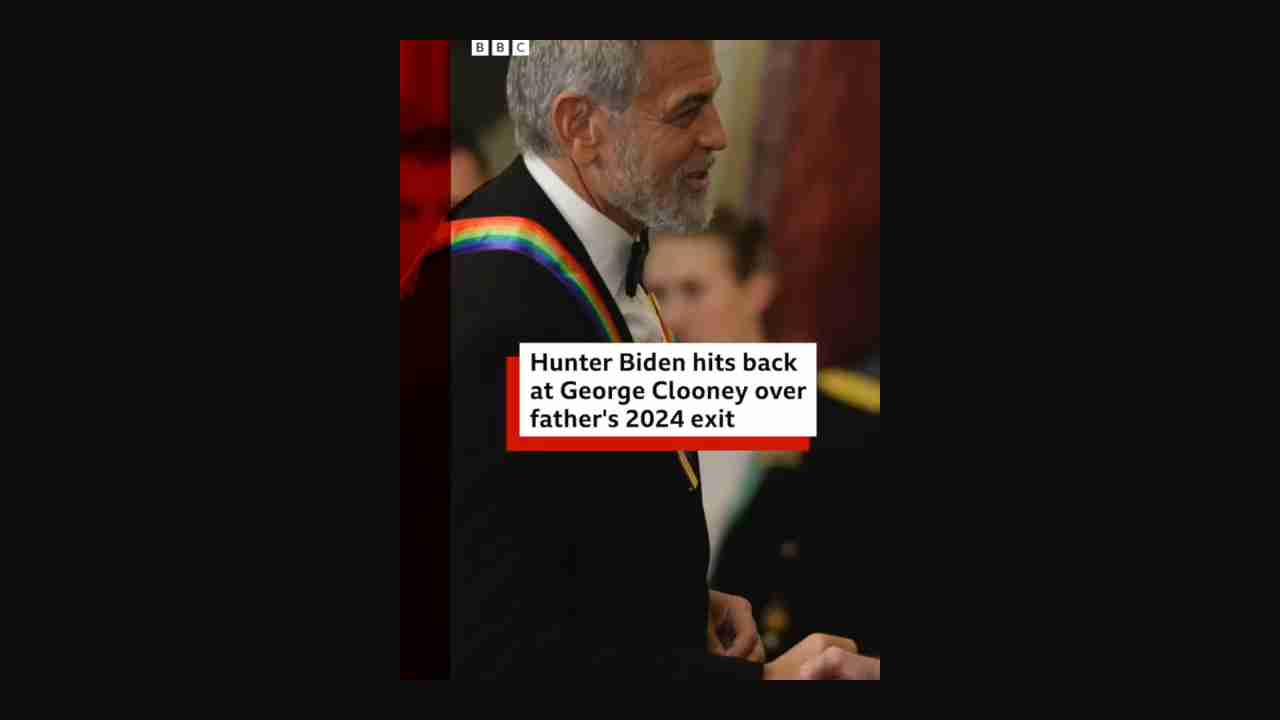 BBC
Hunter Biden hits back
at George Clooney over
father's 2024 exit